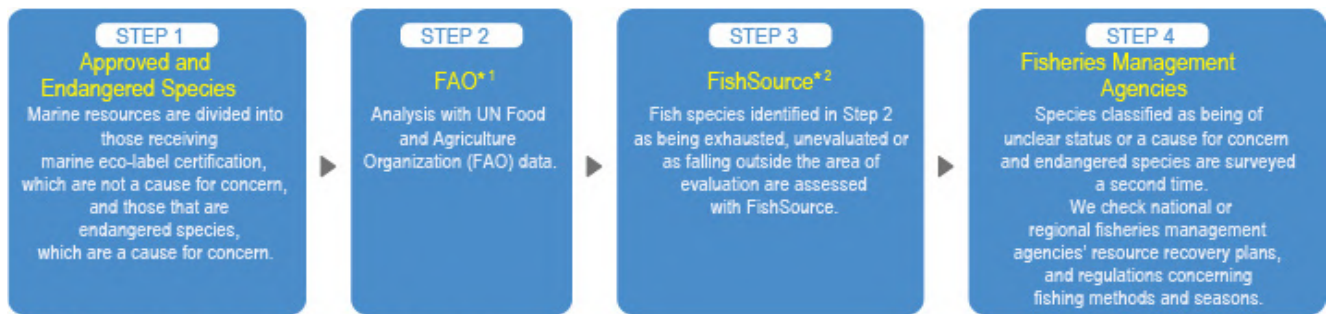 STEP 1
Approved and
Endangered Species
Marine resources are divided into
those receiving
marine eco-label certification,
which are not a cause for concern,
and those that are
endangered species,
which are a cause for concern.
STEP 2
FAO*1
Analysis with UN Food
and Agriculture
Organization (FAO) data.
STEP 3
FishSource*2
Fish species identified in Step 2
as being exhausted, unevaluated or
as falling outside the area of
evaluation are assessed
with FishSource.
STEP 4
Fisheries Management
Agencies
Species classified as being of
unclear status or a cause for concern
and endangered species are surveyed
a second time.
We check national or
regional fisheries management
agencies' resource recovery plans,
and regulations concerning
fishing methods and seasons.